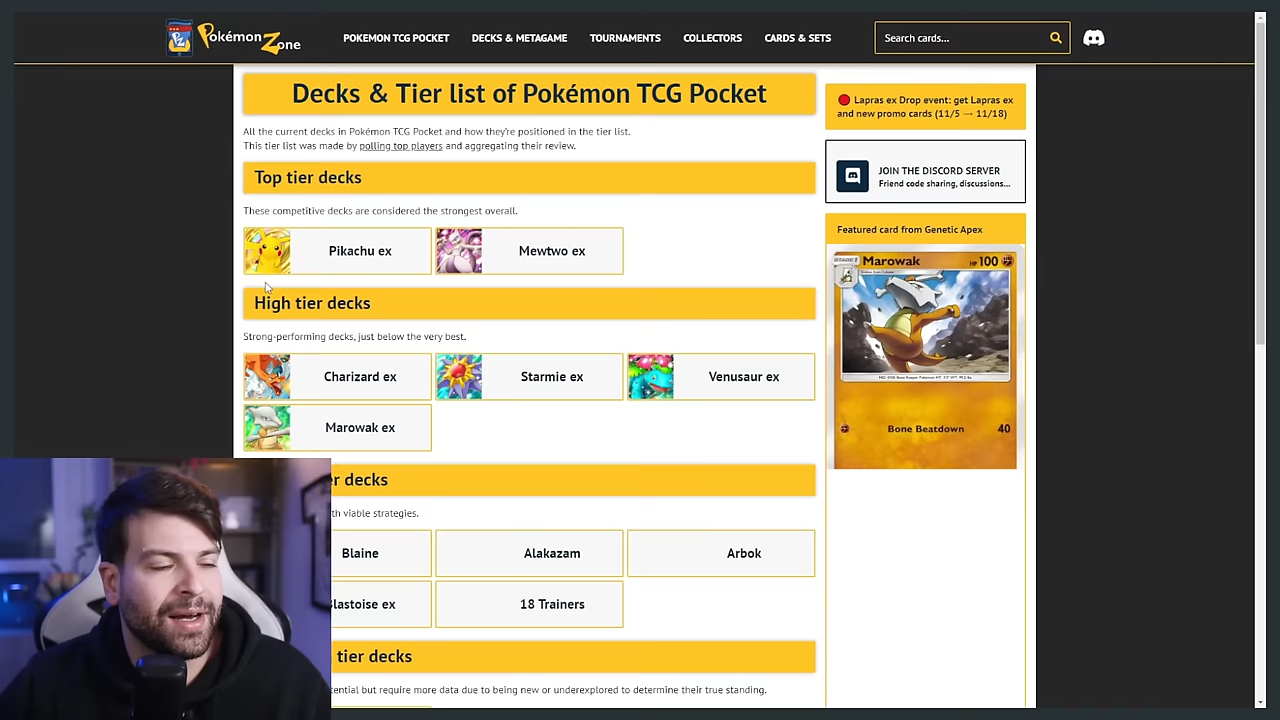 Pokémon Zone
POKEMON TCG POCKET
DECKS & METAGAME
TOURNAMENTS
COLLECTORS
CARDS & SETS
Search cards...
Decks & Tier list of Pokémon TCG Pocket
All the current decks in Pokémon TCG Pocket and how they're positioned in the tier list.
This tier list was made by polling top players and aggregating their review.
Top tier decks
These competitive decks are considered the strongest overall.
Pikachu ex
Mewtwo ex
High tier decks
Strong-performing decks, just below the very best.
Charizard ex
Starmie ex
Venusaur ex
Marowak ex
er decks
th viable strategies.
Blaine
Alakazam
Arbok
lastoise ex
18 Trainers
tier decks
tential but require more data due to being new or underexplored to determine their true standing.
Lapras ex Drop event: get Lapras ex
and new promo cards (11/5 → 11/18)
JOIN THE DISCORD SERVER
Friend code sharing, discussions...
Featured card from Genetic Apex
STAGE 1
Marowak
HP 100
Bone Beatdown 40